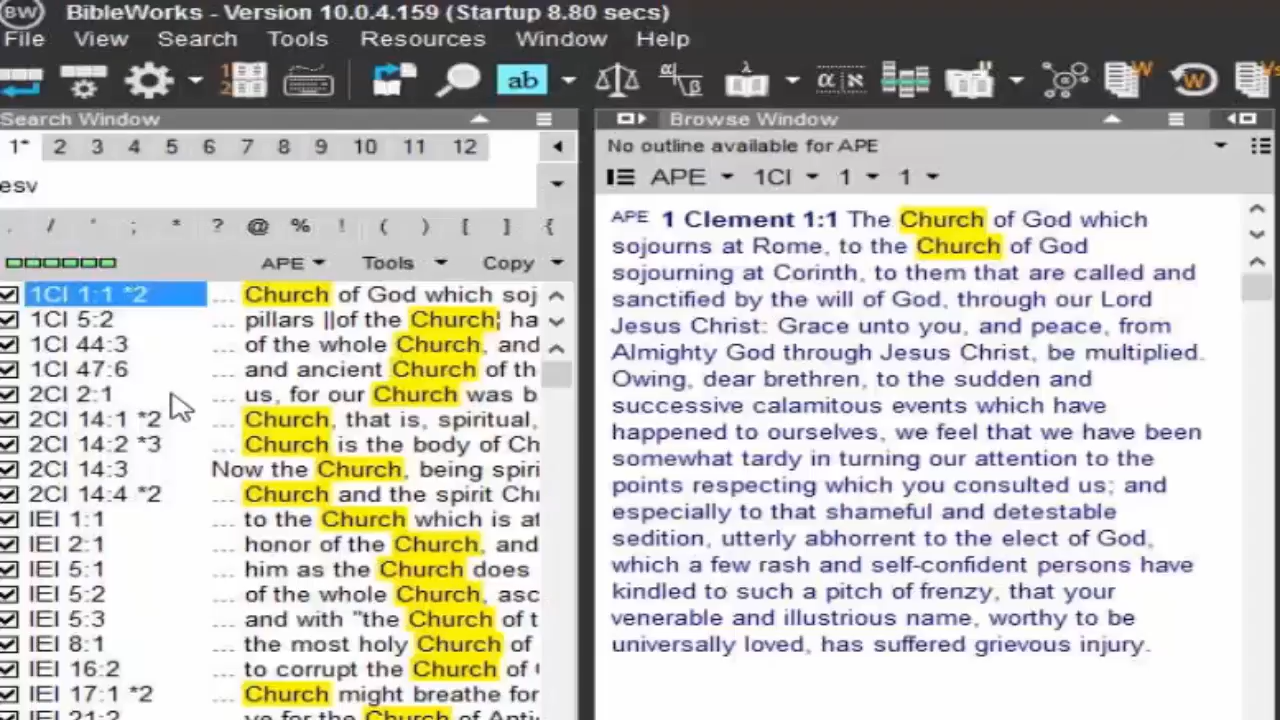 BW BibleWorks - Version 10.0.4.159 (Startup 8.80 secs)
File View Search Tools Resources Window Help
Search Window
1* 2 3 4 5 6 7 8 9 10 11 12
esv
. / ' ; * ? @ % ! ( ) [ ] {
APE Tools Copy
1Cl 1:1 *2 ... Church of God which soj
1Cl 5:2 ... pillars ||of the Church¦ ha
1Cl 44:3 ... of the whole Church, and
1Cl 47:6 ... and ancient Church of th
2Cl 2:1 ... us, for our Church was b
2Cl 14:1 *2 ... Church, that is, spiritual,
2Cl 14:2 *3 ... Church is the body of Ch
2Cl 14:3 Now the Church, being spiri
2Cl 14:4 *2 ... Church and the spirit Chr
IEl 1:1 ... to the Church which is at
IEl 2:1 ... honor of the Church, and
IEl 5:1 ... him as the Church does
IEl 5:2 ... of the whole Church, asc
IEl 5:3 ... and with "the Church of t
IEl 8:1 ... the most holy Church of
IEl 16:2 ... to corrupt the Church of
IEl 17:1 *2 ... Church might breathe for
IEl 21:2 ... ye for the Church of Anti
Browse Window
No outline available for APE
APE 1Cl 1 1
APE 1 Clement 1:1 The Church of God which
sojourns at Rome, to the Church of God
sojourning at Corinth, to them that are called and
sanctified by the will of God, through our Lord
Jesus Christ: Grace unto you, and peace, from
Almighty God through Jesus Christ, be multiplied.
Owing, dear brethren, to the sudden and
successive calamitous events which have
happened to ourselves, we feel that we have been
somewhat tardy in turning our attention to the
points respecting which you consulted us; and
especially to that shameful and detestable
sedition, utterly abhorrent to the elect of God,
which a few rash and self-confident persons have
kindled to such a pitch of frenzy, that your
venerable and illustrious name, worthy to be
universally loved, has suffered grievous injury.